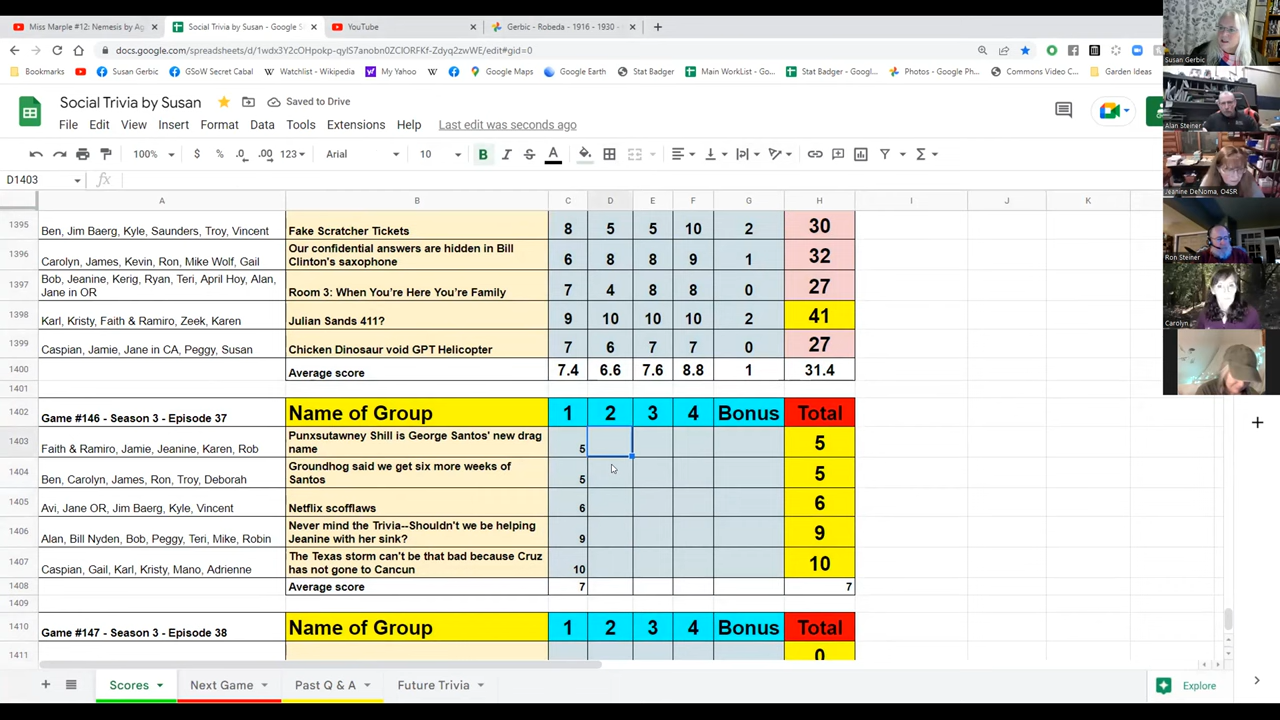 Miss Marple #12: Nemesis by Ag
Social Trivia by Susan - Google S
YouTube
Gerbic - Robeda - 1916 - 1930 -
docs.google.com/spreadsheets/d/1wdx3Y2cOHpokp-qyIS7anobn0ZClORFKf-Zdyq2zwWE/edit#gid=0
Bookmarks Susan Gerbic GSoW Secret Cabal Watchlist - Wikipedia My Yahoo Google Maps Google Earth Stat Badger Main WorkList - Go... Stat Badger - Goog... Photos - Google Ph... Commons Video C... Garden Ideas
Social Trivia by Susan Saved to Drive
File Edit View Insert Format Data Tools Extensions Help Last edit was seconds ago
100% $ % .0 .00 123 Arial 10 B I S A
D1403 fx
A B C D E F G H I J K
1395 Ben, Jim Baerg, Kyle, Saunders, Troy, Vincent Fake Scratcher Tickets 8 5 5 10 2 30
1396 Carolyn, James, Kevin, Ron, Mike Wolf, Gail Our confidential answers are hidden in Bill Clinton's saxophone 6 8 8 9 1 32
1397 Bob, Jeanine, Kerig, Ryan, Teri, April Hoy, Alan, Jane in OR Room 3: When You're Here You're Family 7 4 8 8 0 27
1398 Karl, Kristy, Faith & Ramiro, Zeek, Karen Julian Sands 411? 9 10 10 10 2 41
1399 Caspian, Jamie, Jane in CA, Peggy, Susan Chicken Dinosaur void GPT Helicopter 7 6 7 7 0 27
1400 Average score 7.4 6.6 7.6 8.8 1 31.4
1401
1402 Game #146 - Season 3 - Episode 37 Name of Group 1 2 3 4 Bonus Total
1403 Faith & Ramiro, Jamie, Jeanine, Karen, Rob Punxsutawney Shill is George Santos' new drag name 5 5
1404 Ben, Carolyn, James, Ron, Troy, Deborah Groundhog said we get six more weeks of Santos 5 5
1405 Avi, Jane OR, Jim Baerg, Kyle, Vincent Netflix scofflaws 6 6
1406 Alan, Bill Nyden, Bob, Peggy, Teri, Mike, Robin Never mind the Trivia--Shouldn't we be helping Jeanine with her sink? 9 9
1407 Caspian, Gail, Karl, Kristy, Mano, Adrienne The Texas storm can't be that bad because Cruz has not gone to Cancun 10 10
1408 Average score 7 7
1409
1410 Game #147 - Season 3 - Episode 38 Name of Group 1 2 3 4 Bonus Total
1411 0
Scores Next Game Past Q & A Future Trivia Explore
Susan Gerbic
Alan Steiner
Jeanine DeNoma, O4SR
Ron Steiner
Carolyn